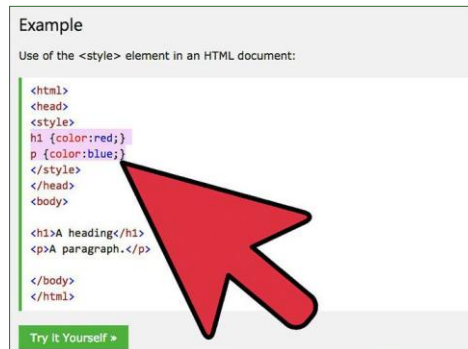 Example
Use of the <style> element in an HTML document:
<html>
<head>
<style>
h1 {color:red;}
p {color:blue;}
</style>
</head>
<body>
<h1>A heading</h1>
<p>A paragraph.</p>
</body>
</html>
Try It Yourself »